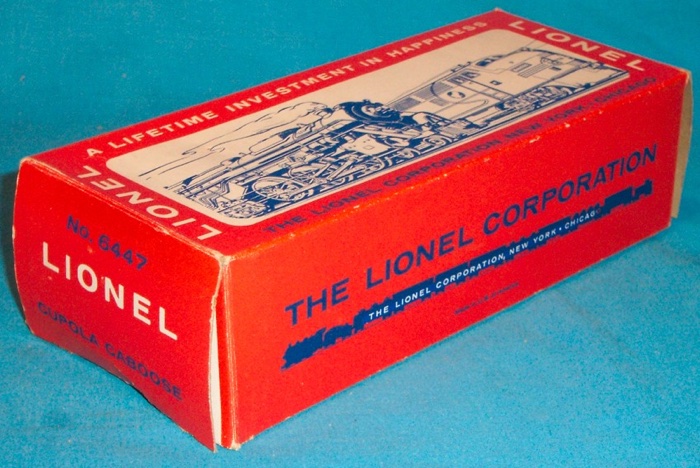 A LIFETIME INVESTMENT IN HAPPINESS
LIONEL
LIONEL
THE LIONEL CORPORATION NEW YORK CHICAGO
No. 6447
LIONEL
CUPOLA CABOOSE
THE LIONEL CORPORATION
THE LIONEL CORPORATION, NEW YORK • CHICAGO